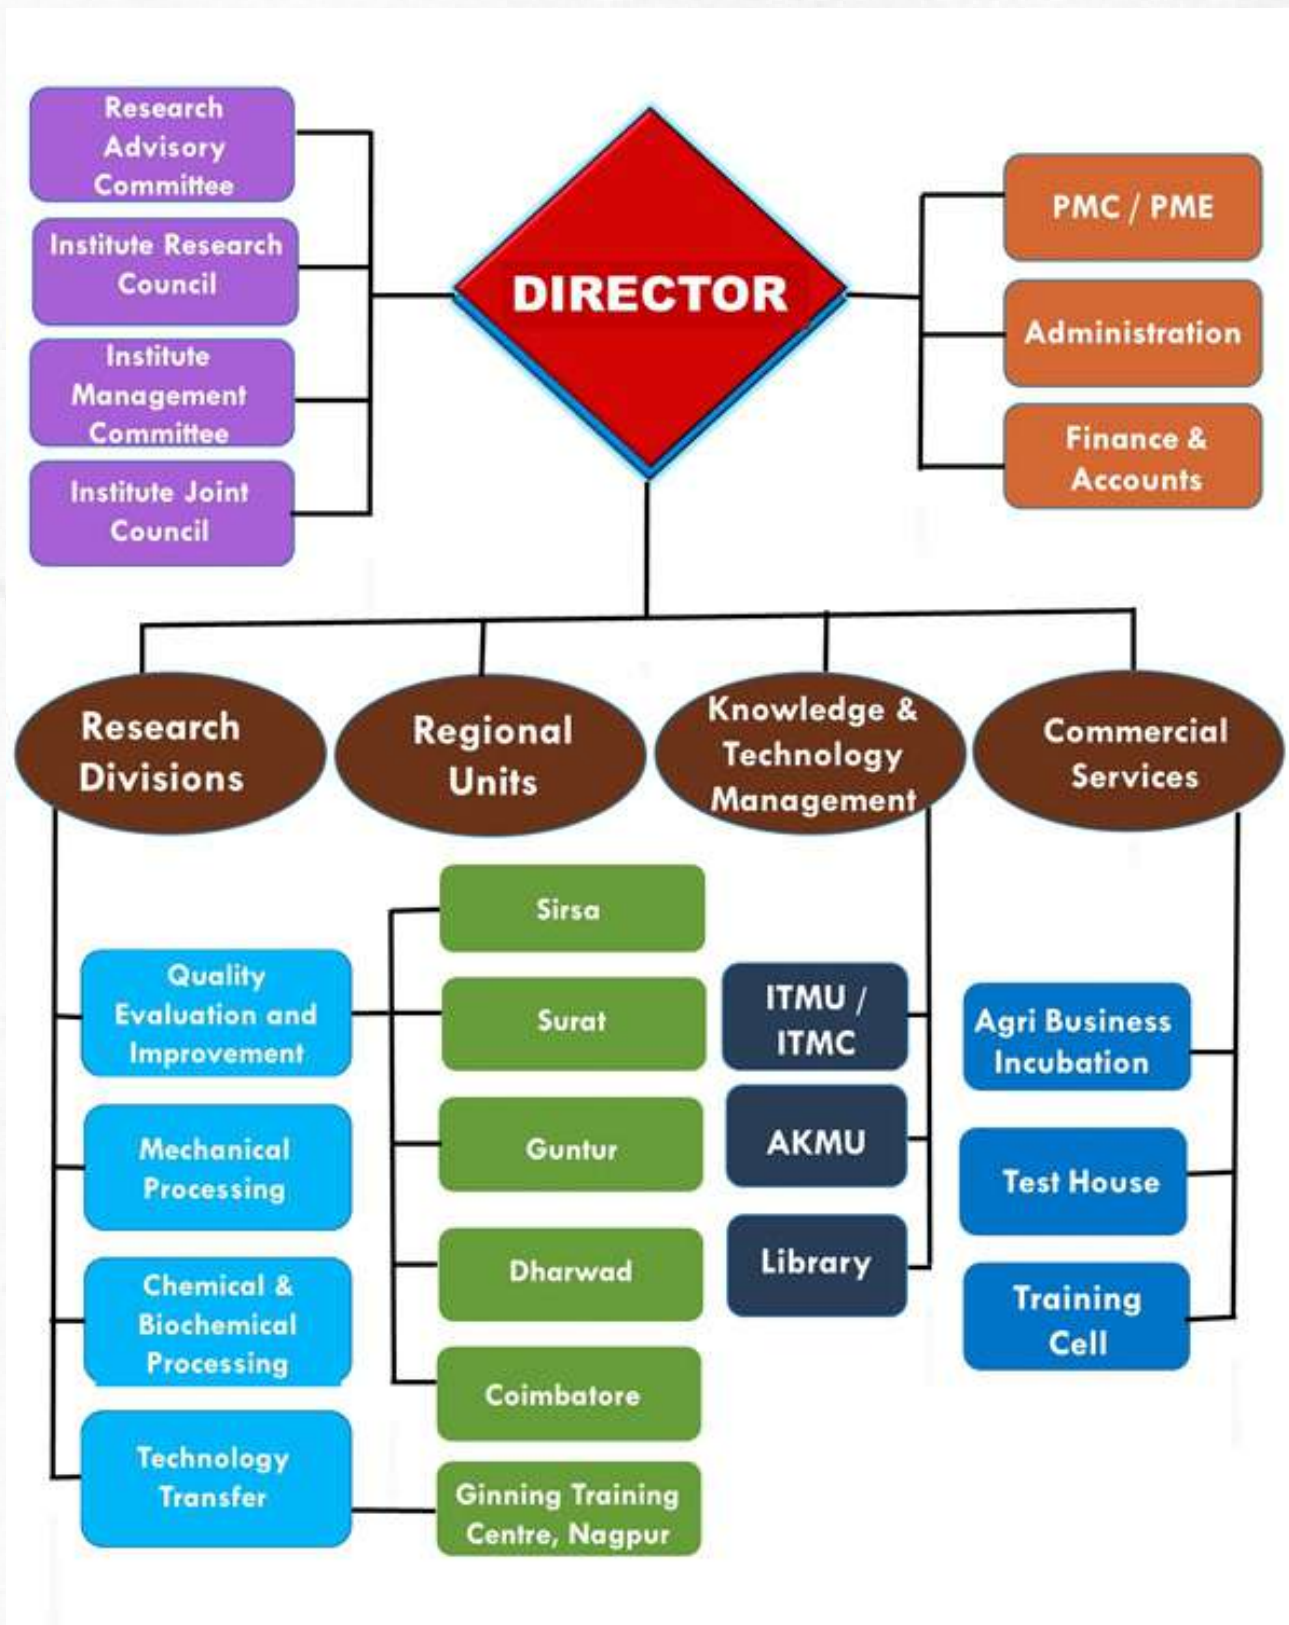 Research
Advisory
Committee
Institute Research
Council
Institute
Management
Committee
Institute Joint
Council
DIRECTOR
PMC / PME
Administration
Finance &
Accounts
Research
Divisions
Regional
Units
Knowledge &
Technology
Management
Commercial
Services
Quality
Evaluation and
Improvement
Mechanical
Processing
Chemical &
Biochemical
Processing
Technology
Transfer
Sirsa
Surat
Guntur
Dharwad
Coimbatore
Ginning Training
Centre, Nagpur
ITMU /
ITMC
AKMU
Library
Agri Business
Incubation
Test House
Training
Cell